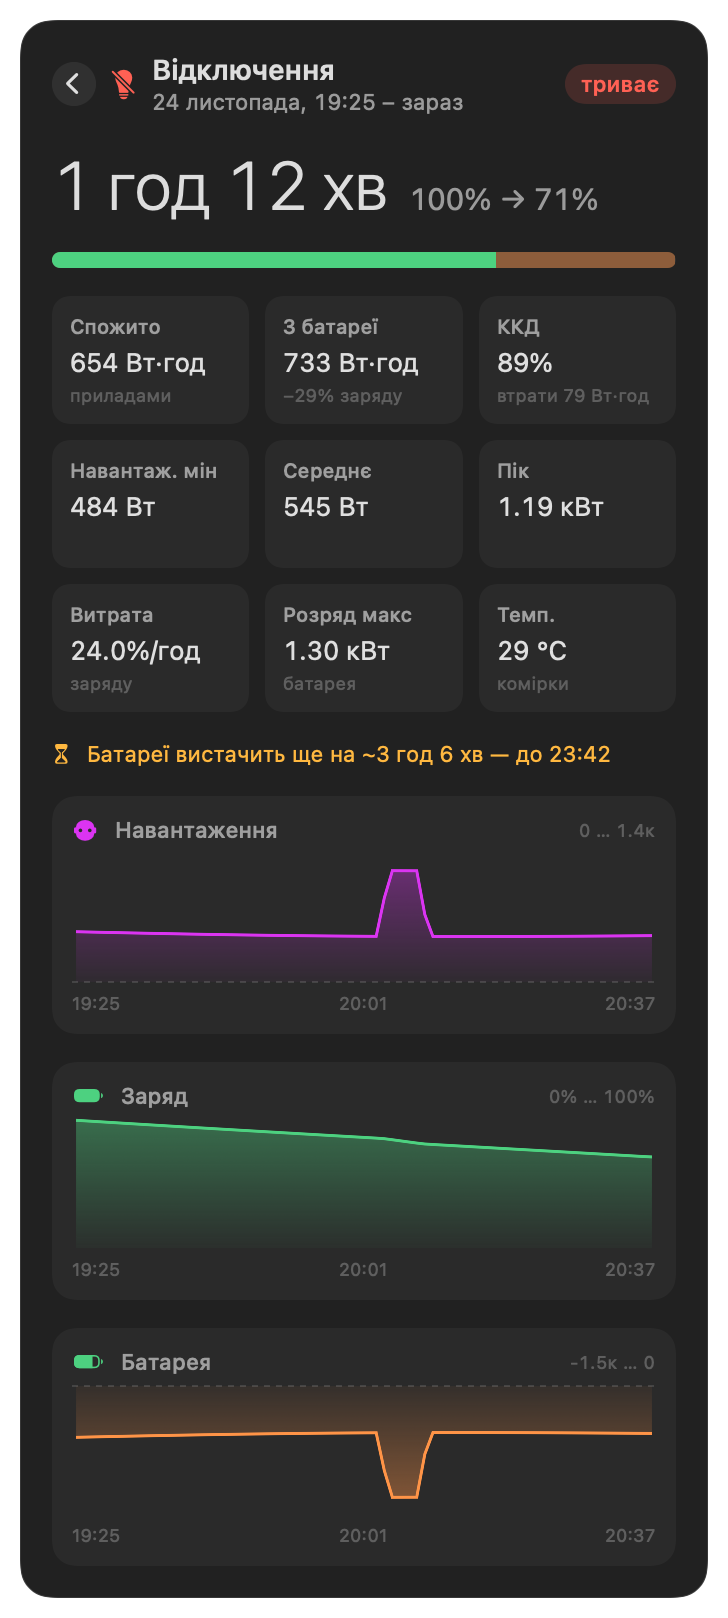 Відключення
24 листопада, 19:25 – зараз
триває
1 год 12 хв 100% → 71%
Спожито
654 Вт·год
приладами
З батареї
733 Вт·год
−29% заряду
ККД
89%
втрати 79 Вт·год
Навантаж. мін
484 Вт
Середнє
545 Вт
Пік
1.19 кВт
Витрата
24.0%/год
заряду
Розряд макс
1.30 кВт
батарея
Темп.
29 °C
комірки
Батареї вистачить ще на ~3 год 6 хв — до 23:42
Навантаження 0 … 1.4к
19:25 20:01 20:37
Заряд 0% … 100%
19:25 20:01 20:37
Батарея -1.5к … 0
19:25 20:01 20:37